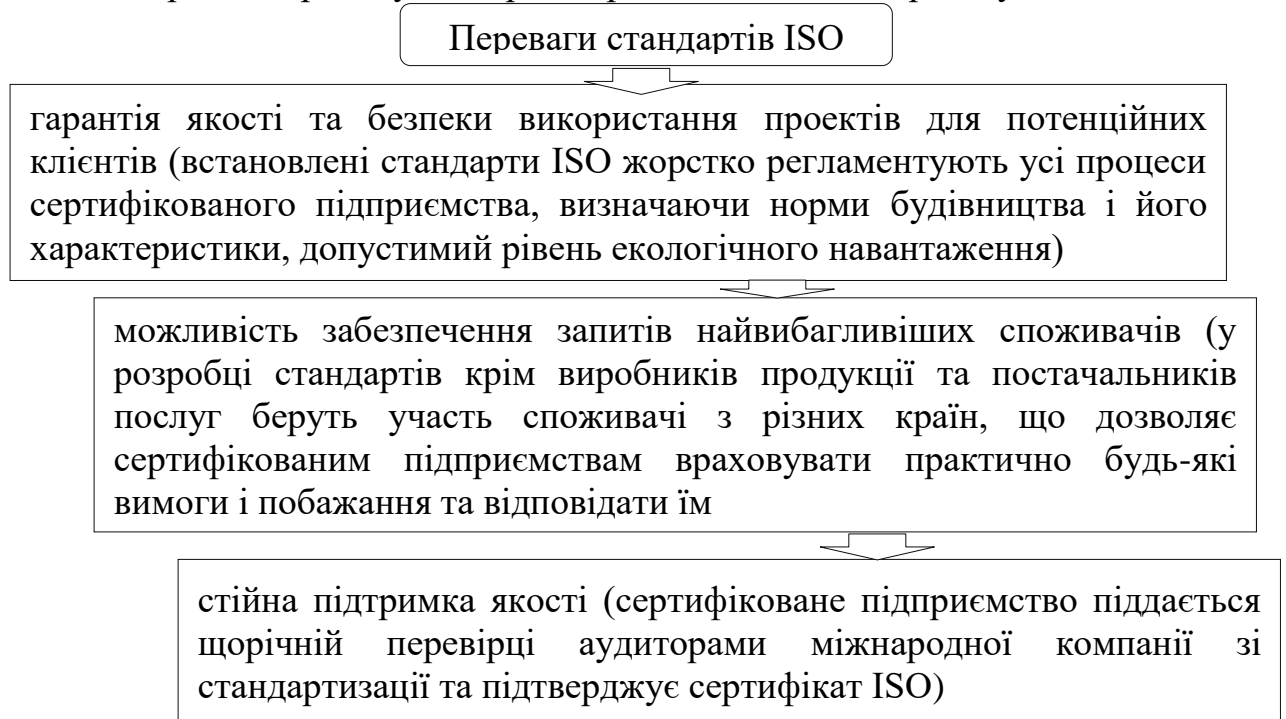 Переваги стандартів ISO
гарантія якості та безпеки використання проектів для потенційних
клієнтів (встановлені стандарти ISO жорстко регламентують усі процеси
сертифікованого підприємства, визначаючи норми будівництва і його
характеристики, допустимий рівень екологічного навантаження)
можливість забезпечення запитів найвибагливіших споживачів (у
розробці стандартів крім виробників продукції та постачальників
послуг беруть участь споживачі з різних країн, що дозволяє
сертифікованим підприємствам враховувати практично будь-які
вимоги і побажання та відповідати їм
стійна підтримка якості (сертифіковане підприємство піддається
щорічній перевірці аудиторами міжнародної компанії зі
стандартизації та підтверджує сертифікат ISO)